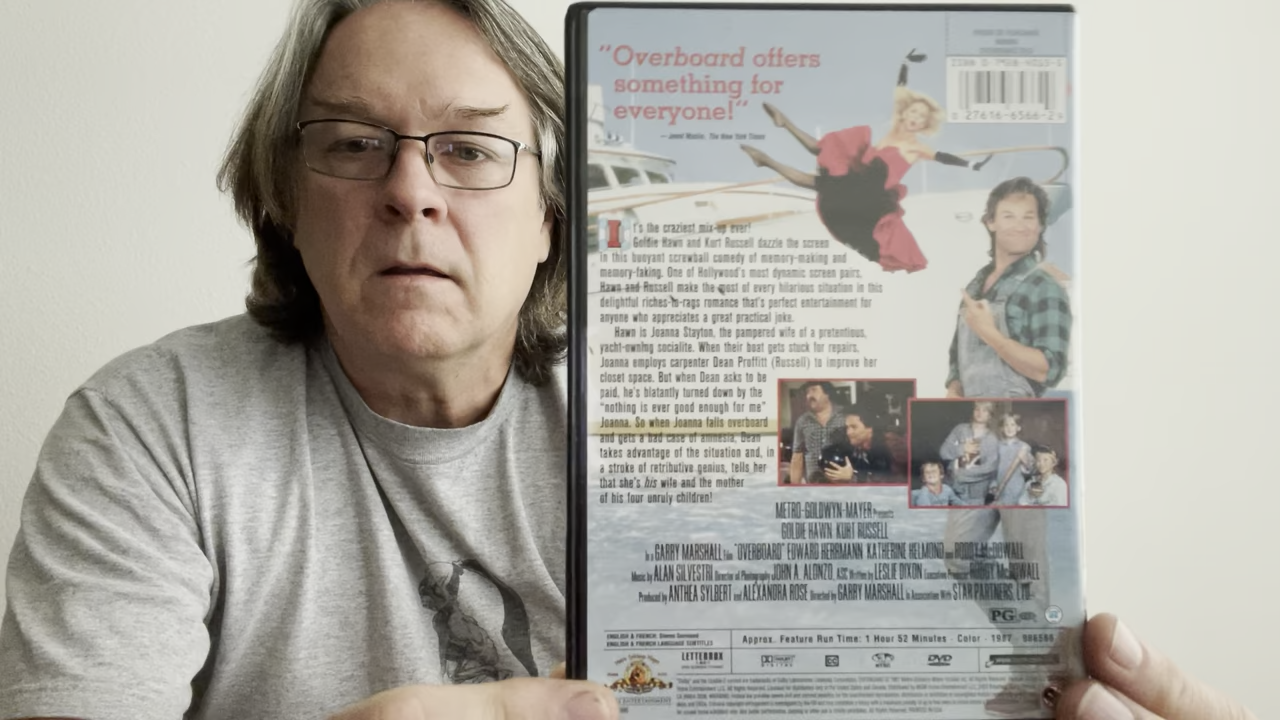 "Overboard offers
something for
everyone!"
The New York Times
27616-6566-2
It's the craziest mix-up ever!
Goldie Hawn and Kurt Russell dazzle the screen
in this buoyant screwball comedy of memory-making and
memory-faking. One of Hollywood's most dynamic screen pairs,
Hawn and Russell make the most of every hilarious situation in this
delightful riches-to-rags romance that's perfect entertainment for
anyone who appreciates a great practical joke.
Hawn is Joanna Stayton, the pampered wife of a pretentious,
yacht-owning socialite. When their boat gets stuck for repairs,
Joanna employs carpenter Dean Proffitt (Russell) to improve her
closet space. But when Dean asks to be
paid, he's blatantly turned down by the
"nothing is ever good enough for me"
Joanna. So when Joanna falls overboard
and gets a bad case of amnesia, Dean
takes advantage of the situation and, in
a stroke of retributive genius, tells her
that she's his wife and the mother
of his four unruly children!
METRO-GOLDWYN-MAYER Presents
GOLDIE HAWN KURT RUSSELL
In a GARRY MARSHALL Film "OVERBOARD" EDWARD HERRMANN KATHERINE HELMOND and RODDY McDOWALL
Music by ALAN SILVESTRI Director of Photography JOHN A. ALONZO, ASC Written by LESLIE DIXON Executive Producer RODDY McDOWALL
Produced by ANTHEA SYLBERT and ALEXANDRA ROSE Directed by GARRY MARSHALL In Association With STAR PARTNERS, LTD.
PG
ENGLISH & FRENCH: Stereo Surround
ENGLISH & FRENCH LANGUAGE SUBTITLES
Approx. Feature Run Time: 1 Hour 52 Minutes - Color - 1987
LETTERBOX
DVD